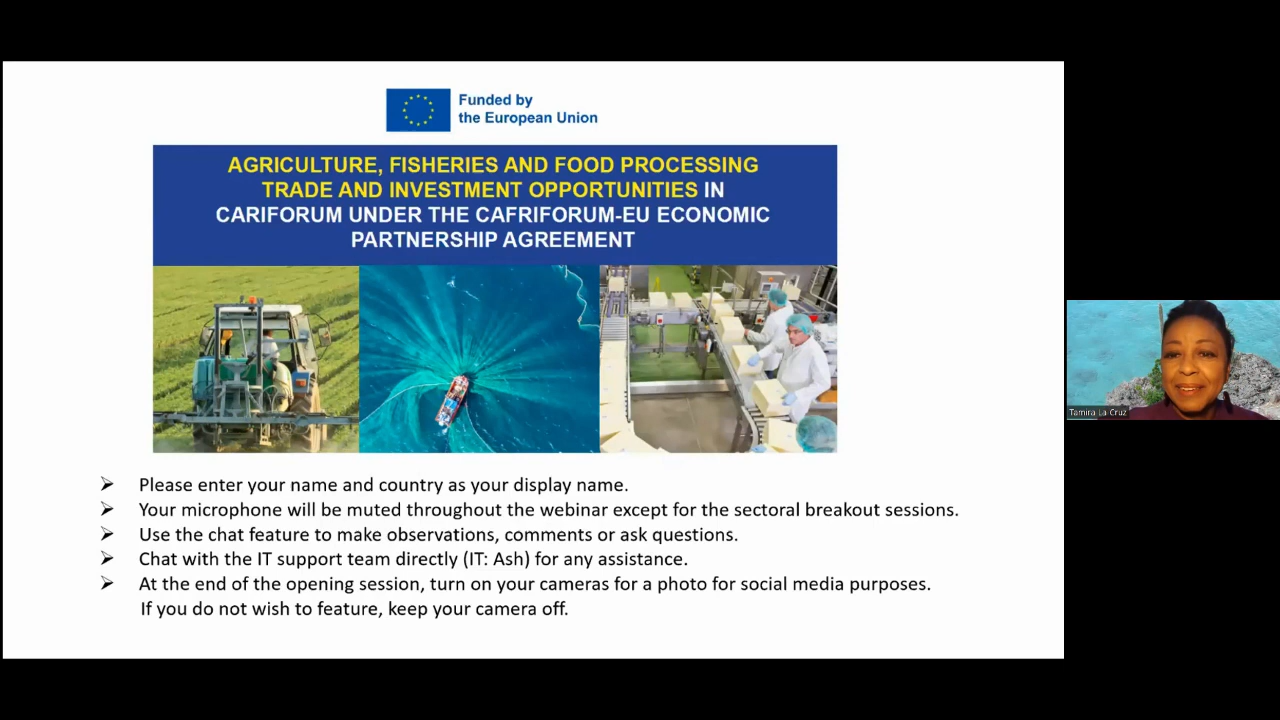 Funded by
the European Union
AGRICULTURE, FISHERIES AND FOOD PROCESSING
TRADE AND INVESTMENT OPPORTUNITIES IN
CARIFORUM UNDER THE CAFRIFORUM-EU ECONOMIC
PARTNERSHIP AGREEMENT
➢ Please enter your name and country as your display name.
➢ Your microphone will be muted throughout the webinar except for the sectoral breakout sessions.
➢ Use the chat feature to make observations, comments or ask questions.
➢ Chat with the IT support team directly (IT: Ash) for any assistance.
➢ At the end of the opening session, turn on your cameras for a photo for social media purposes.
If you do not wish to feature, keep your camera off.
Tamira La Cruz